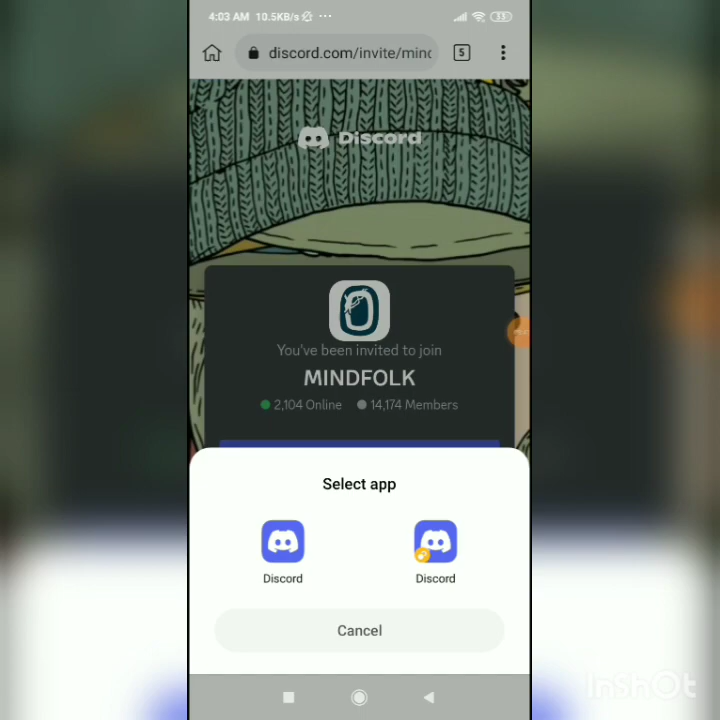 4:03 AM 10.5KB/s ... 33
discord.com/invite/mind 5
Discord
You've been invited to join
MINDFOLK
2,104 Online 14,174 Members
Select app
Discord Discord
Cancel
InShOt